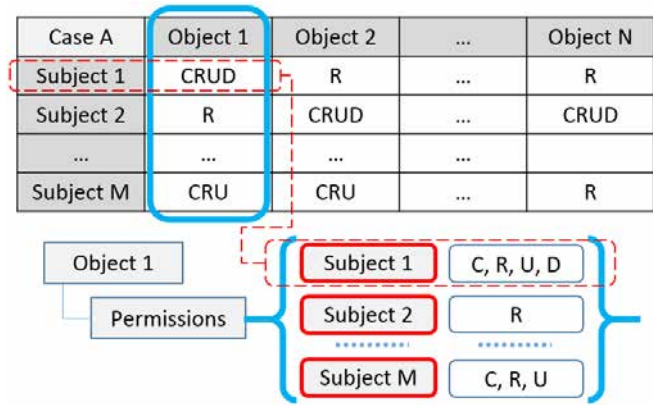 Case A Object 1 Object 2 ... Object N
Subject 1 CRUD R ... R
Subject 2 R CRUD ... CRUD
... ... ... ...
Subject M CRU CRU ... R
Object 1 Subject 1 C, R, U, D
Permissions Subject 2 R
Subject M C, R, U